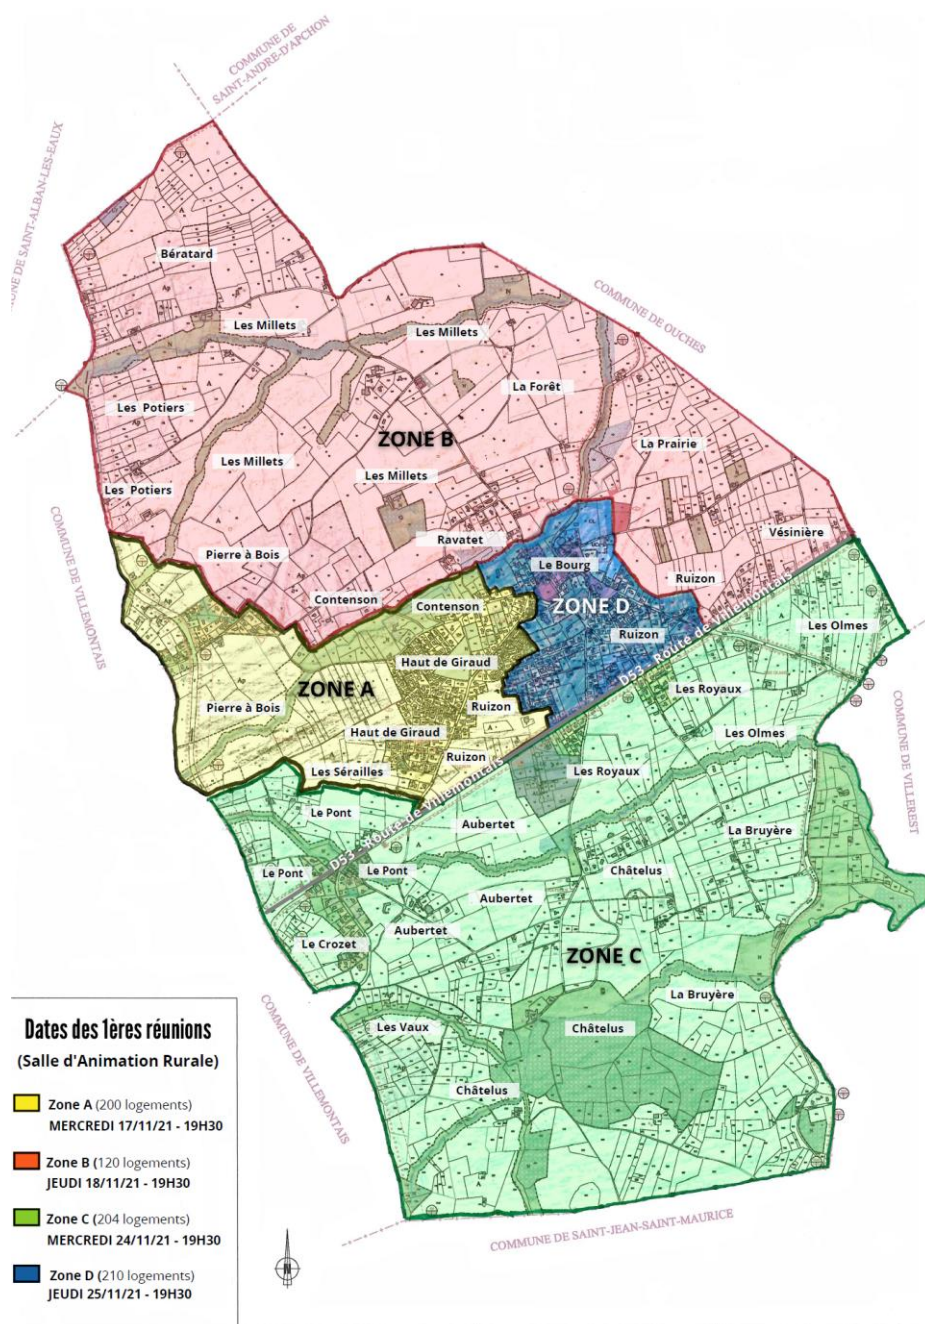 COMMUNE DE
SAINT-ANDRE-D'APCHON
NE DE SAINT-ALBAN-LES-EAUX
Bératard
COMMUNE DE OUCHES
Les Millets
Les Millets
La Forêt
Les Potiers
ZONE B
La Prairie
Les Millets
Les Millets
Les Potiers
COMMUNE DE VILLEMONTAIS
Ravatet
Vésinière
Pierre à Bois
Le Bourg
Ruizon
Contenson
Contenson
ZONE D
Ruizon
Les Olmes
D53 - Route de Villemontais
Haut de Giraud
ZONE A
Les Royaux
Pierre à Bois
Ruizon
COMMUNE DE VILLEREST
Haut de Giraud
Les Olmes
Ruizon
Les Sérailles
Les Royaux
D53 - Route de Villemontais
Le Pont
Aubertet
La Bruyère
Le Pont
Le Pont
Châtelus
Aubertet
Aubertet
Le Crozet
ZONE C
La Bruyère
COMMUNE DE VILLEMONTAIS
Les Vaux
Châtelus
Châtelus
COMMUNE DE SAINT-JEAN-SAINT-MAURICE
N
Dates des 1ères réunions
(Salle d'Animation Rurale)
Zone A (200 logements)
MERCREDI 17/11/21 - 19H30
Zone B (120 logements)
JEUDI 18/11/21 - 19H30
Zone C (204 logements)
MERCREDI 24/11/21 - 19H30
Zone D (210 logements)
JEUDI 25/11/21 - 19H30